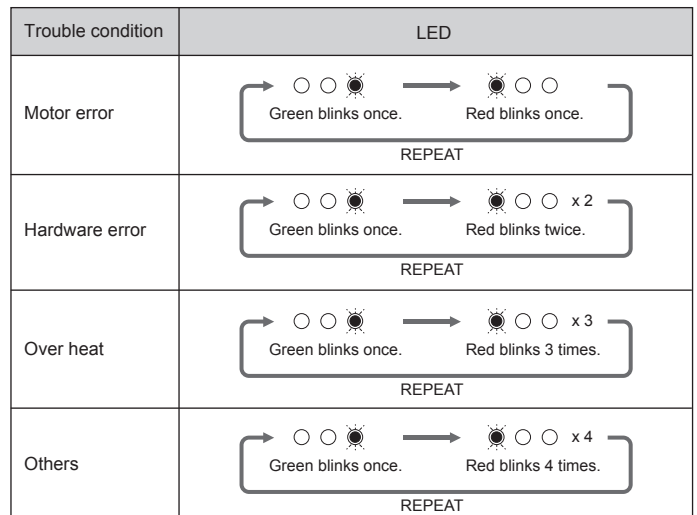 Trouble condition
LED
Motor error
Green blinks once.
Red blinks once.
REPEAT
Hardware error
x 2
Green blinks once.
Red blinks twice.
REPEAT
Over heat
x 3
Green blinks once.
Red blinks 3 times.
REPEAT
Others
x 4
Green blinks once.
Red blinks 4 times.
REPEAT